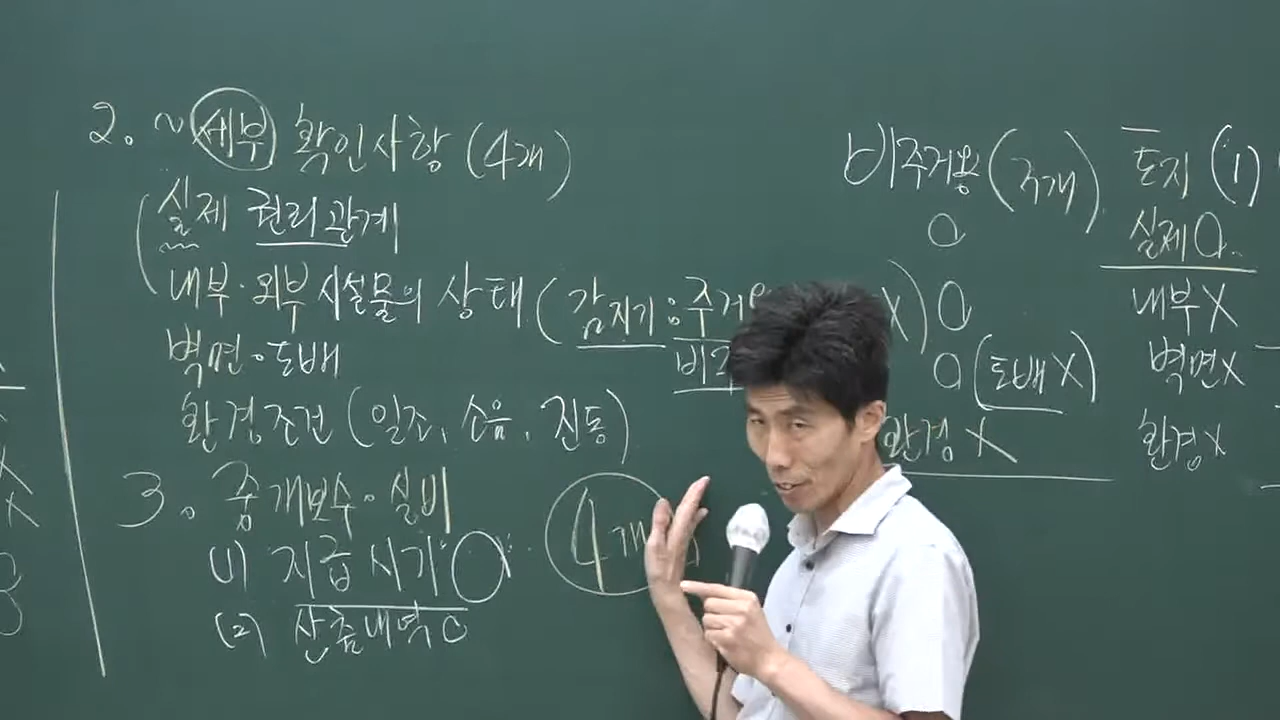 2. ~세부 확인사항 (4개)
실제 권리관계
내부·외부시설물의 상태 (감지기 : 주거
X)
벽면·도배
환경조건 (일조, 소음, 진동)
3. 중개보수·실비
(1) 지급시기 O
4개
(2) 산출내역 O
비주거용 (3개)
O
O
O (도배 X)
환경 X
토지 (1)
실제 O
내부 X
벽면 X
환경 X